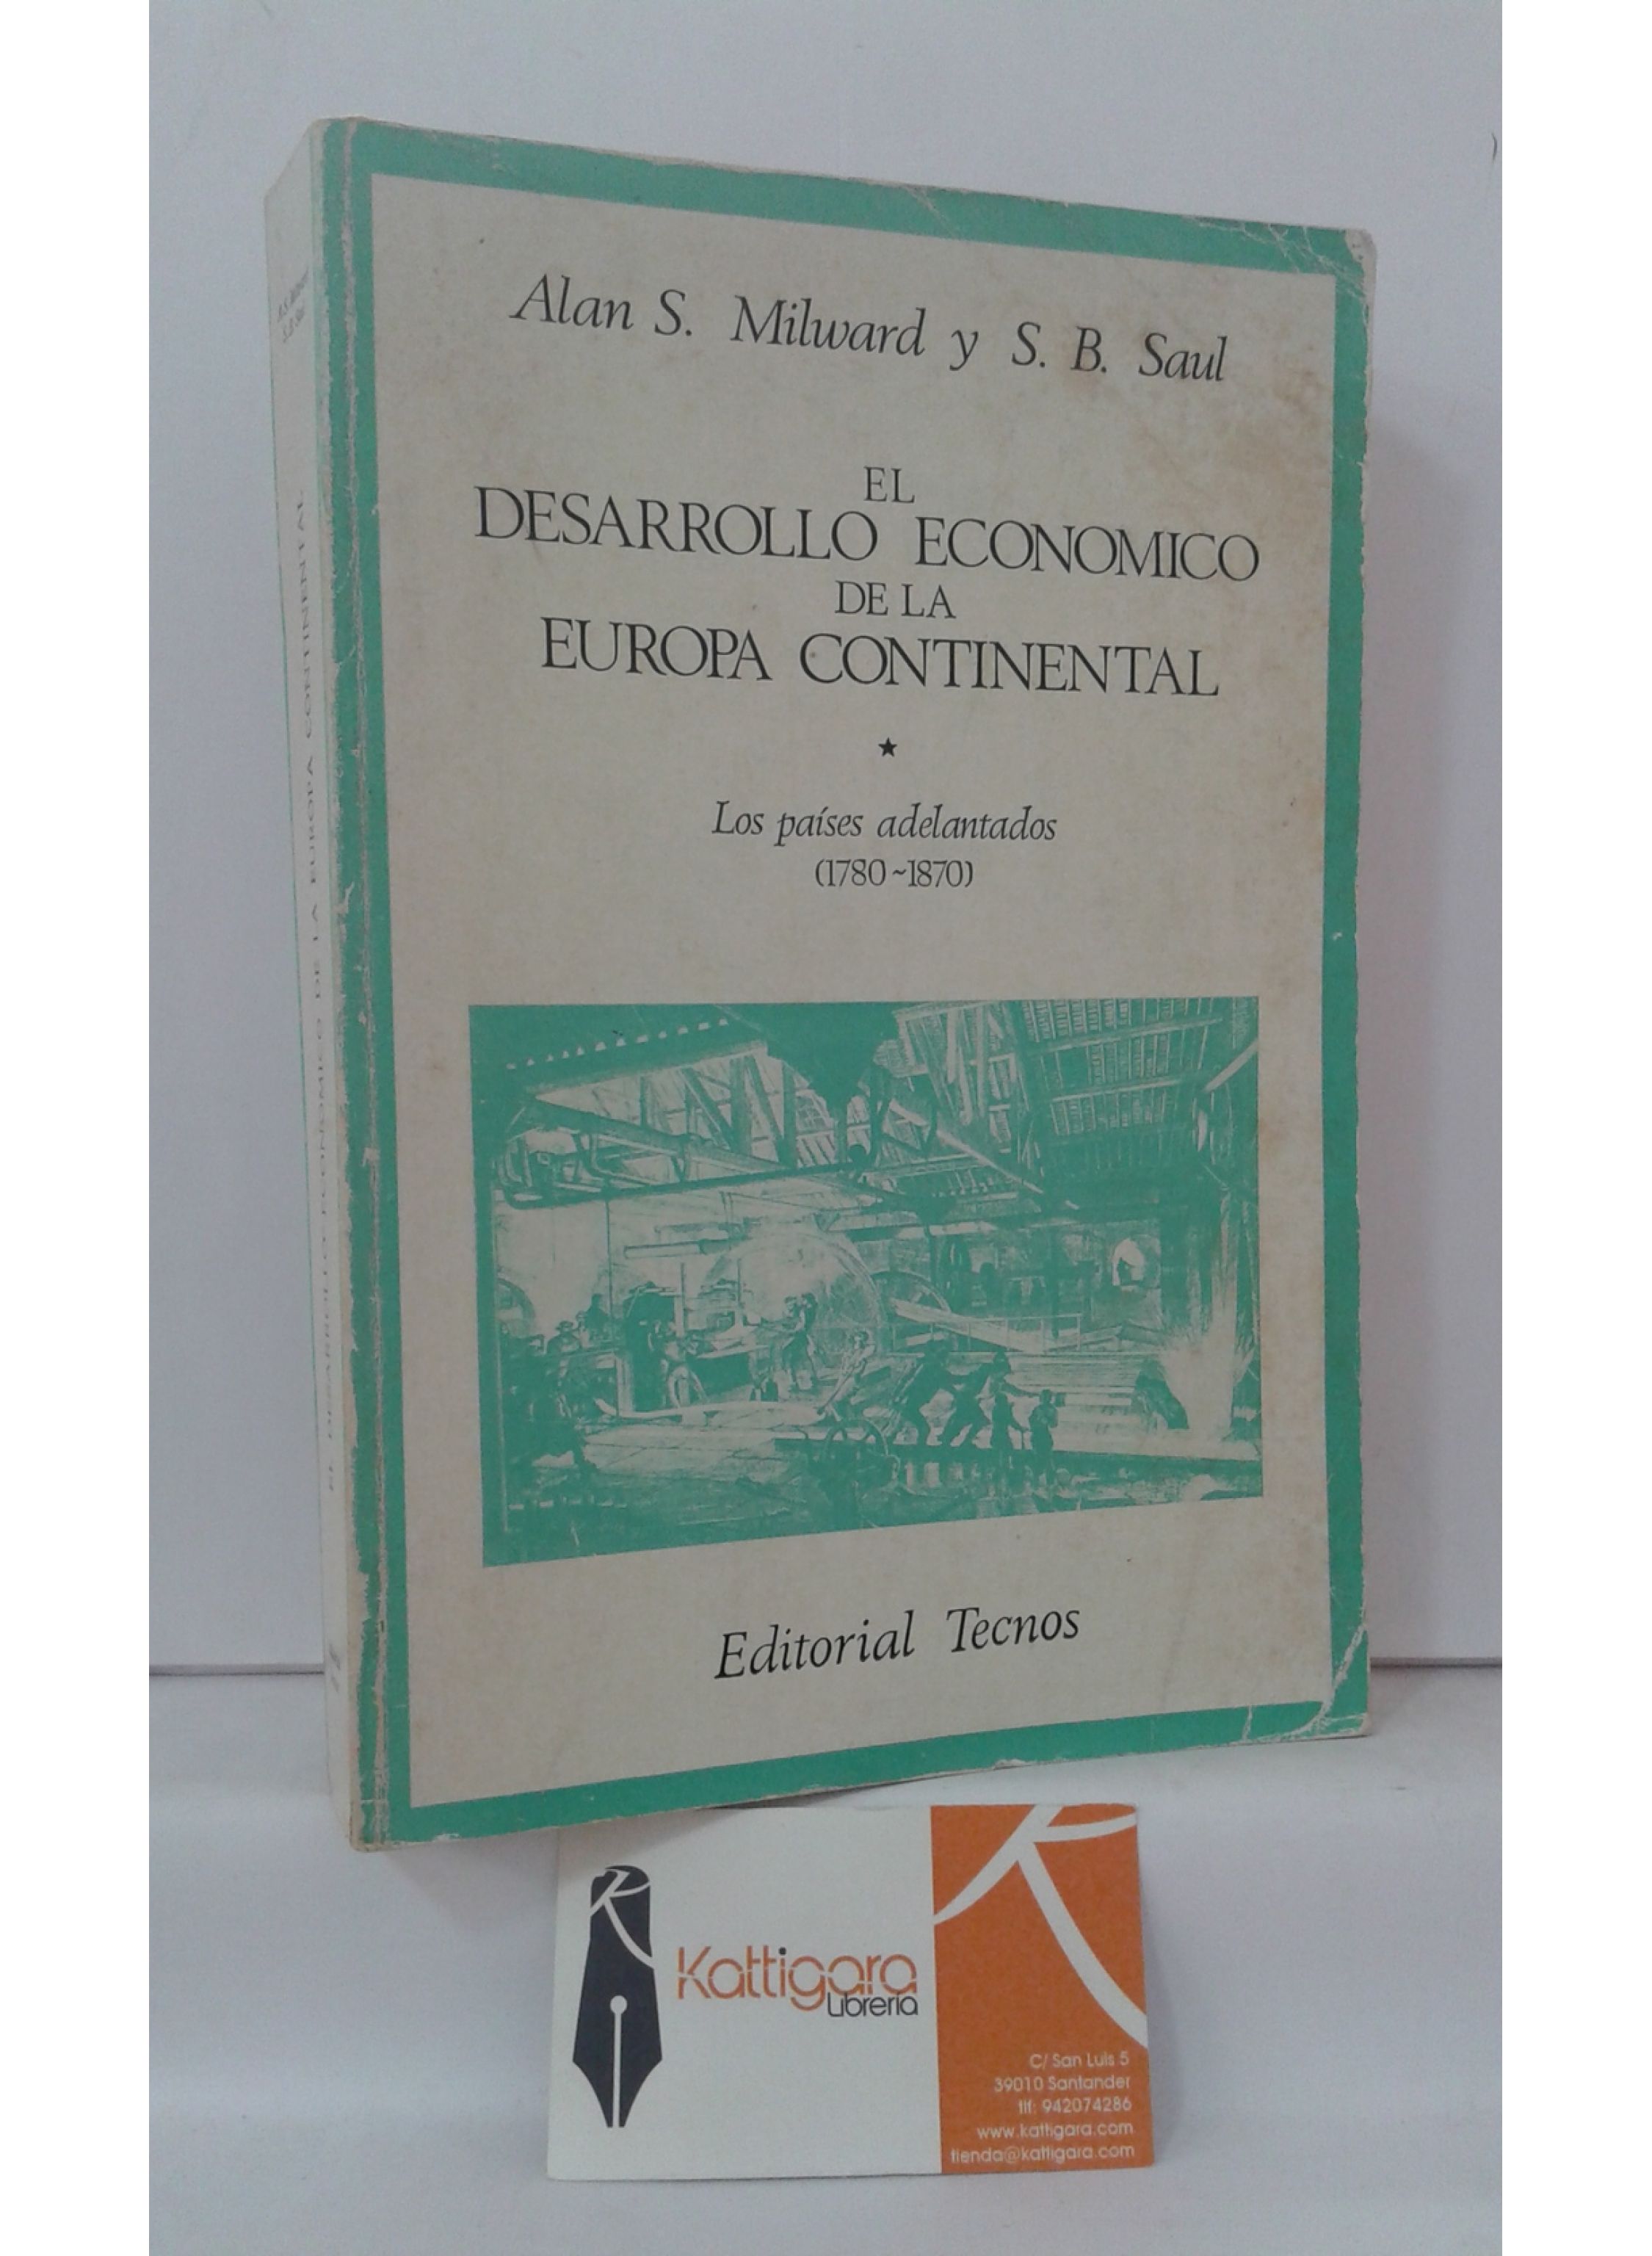 Alan S. Milward y S. B. Saul
EL
DESARROLLO ECONOMICO
DE LA
EUROPA CONTINENTAL
★
Los países adelantados
(1780~1870)
Editorial Tecnos
EL DESARROLLO ECONOMICO DE LA EUROPA CONTINENTAL
K
Kattigara
Librería
C/ San Luis 5
39010 Santander
tlf: 942074286
www.kattigara.com
tienda@kattigara.com